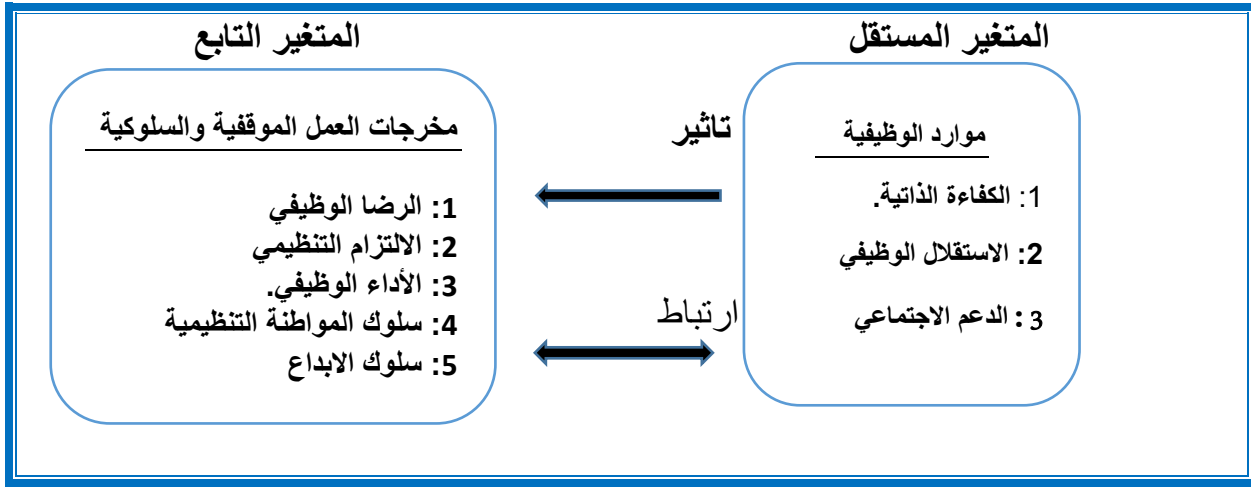 المتغير المستقل
موارد الوظيفية
1: الكفاءة الذاتية.
2: الاستقلال الوظيفي
3: الدعم الاجتماعي
تاثير
ارتباط
المتغير التابع
مخرجات العمل الموقفية والسلوكية
1: الرضا الوظيفي
2: الالتزام التنظيمي
3: الأداء الوظيفي.
4: سلوك المواطنة التنظيمية
5: سلوك الابداع